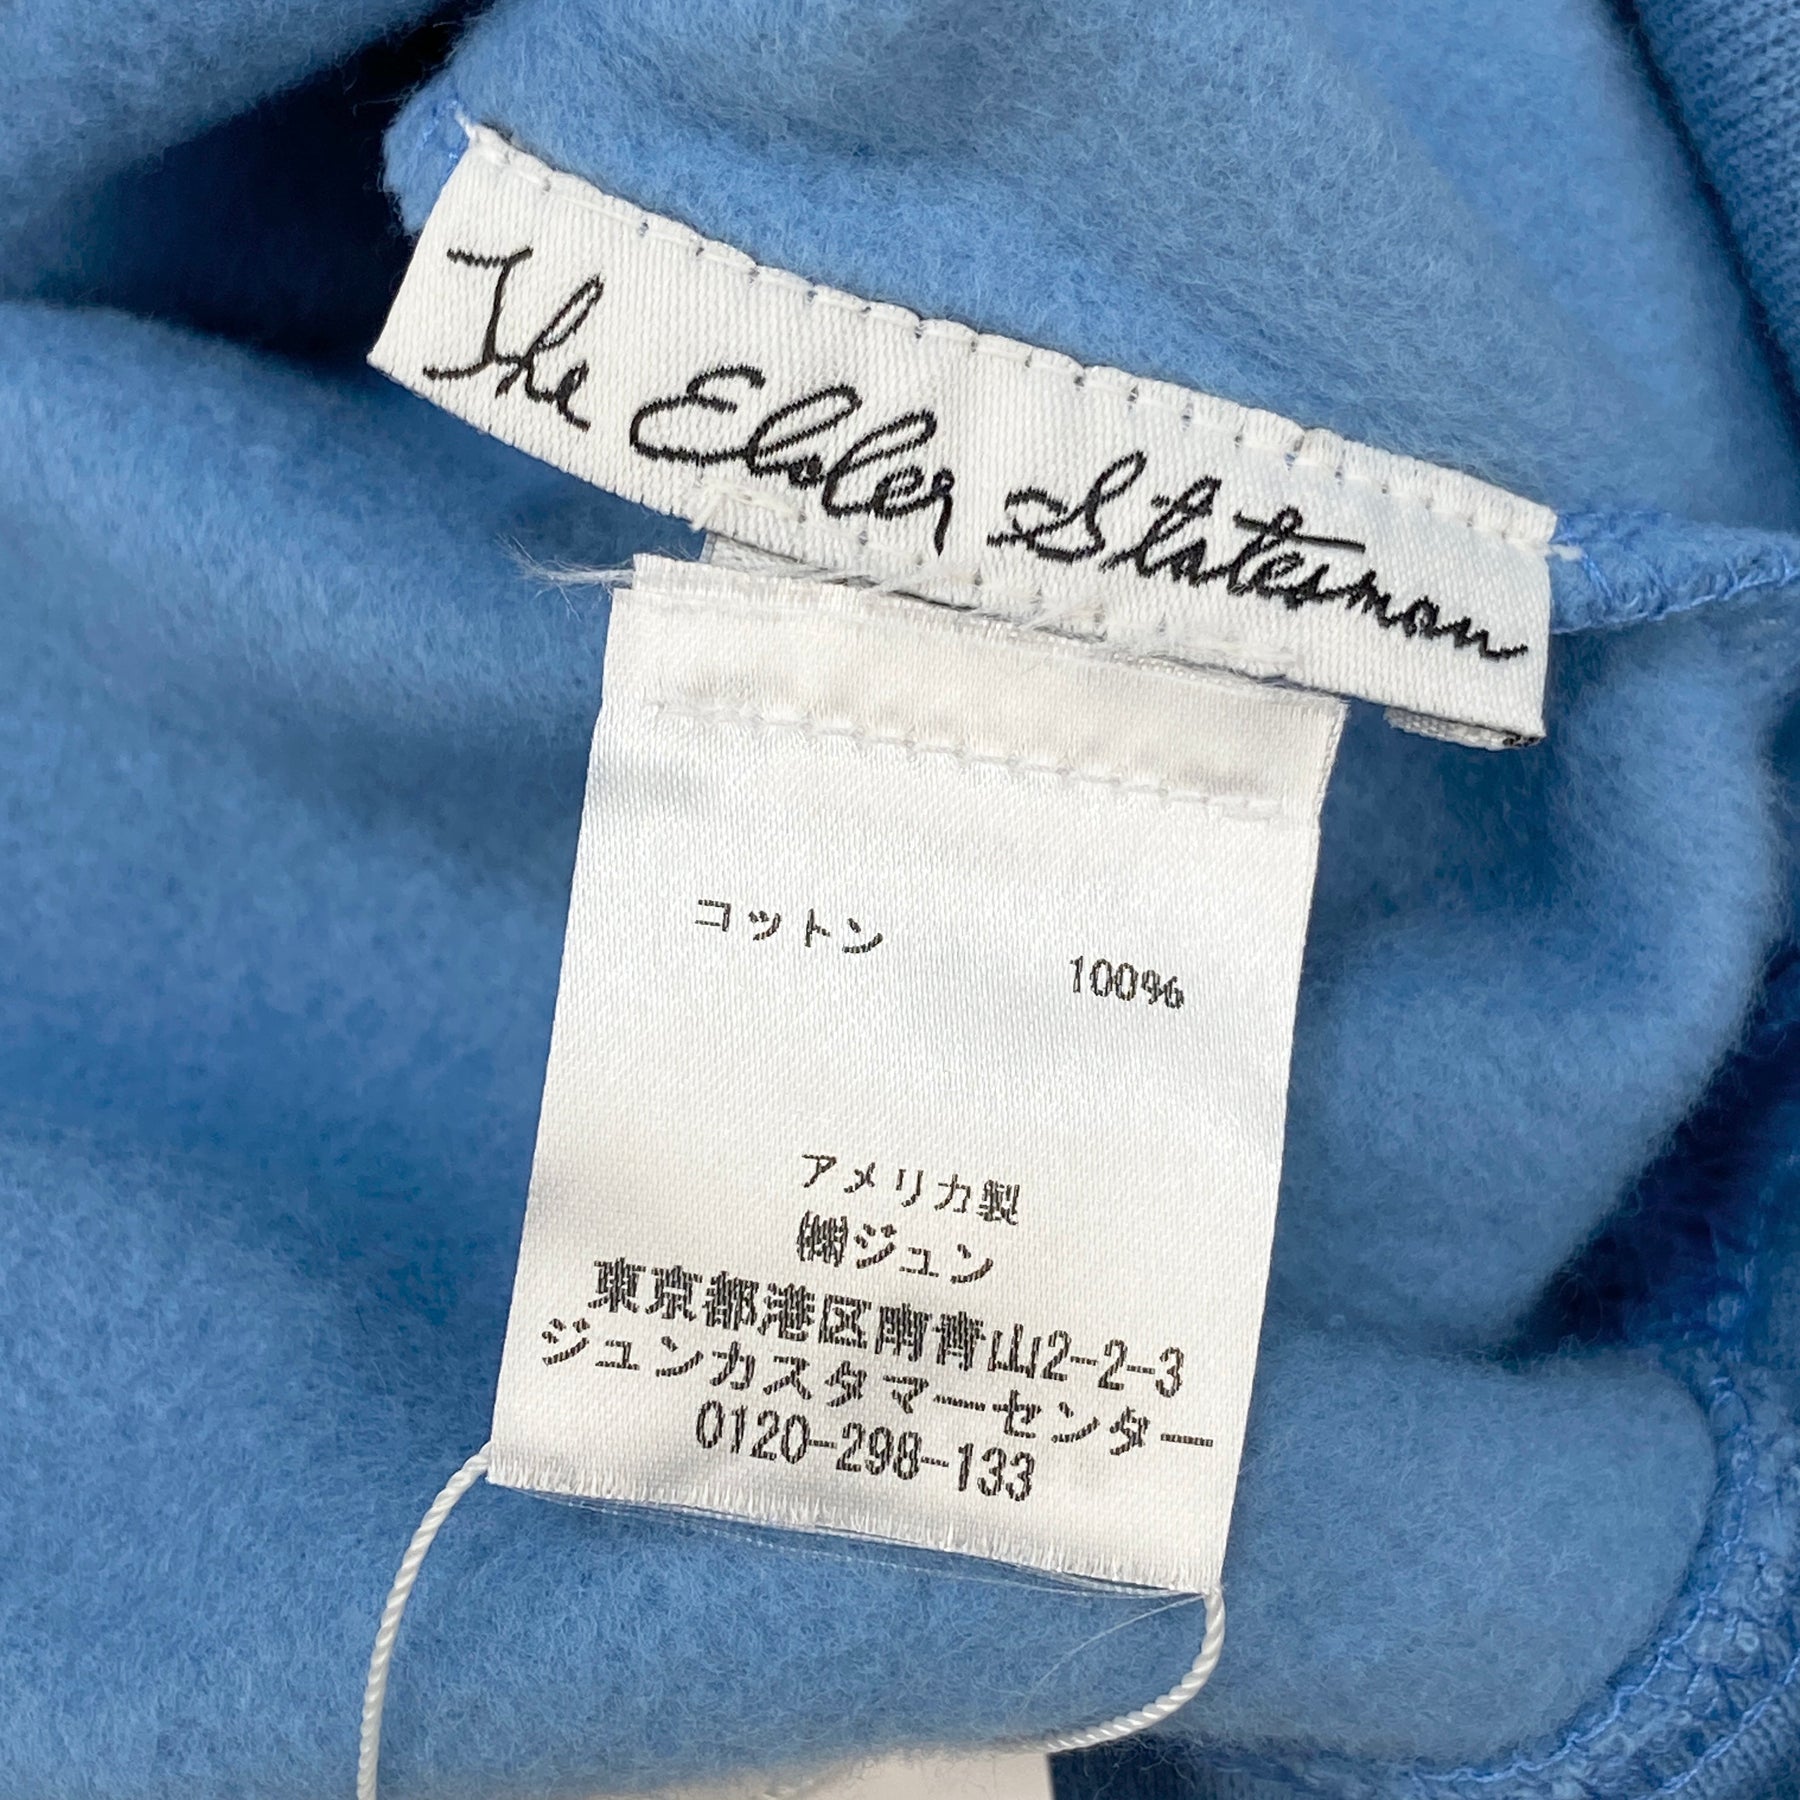 The Elder Statesman
コットン 100%
アメリカ製
㈱ジュン
東京都港区南青山2-2-3
ジュンカスタマーセンター
0120-298-133